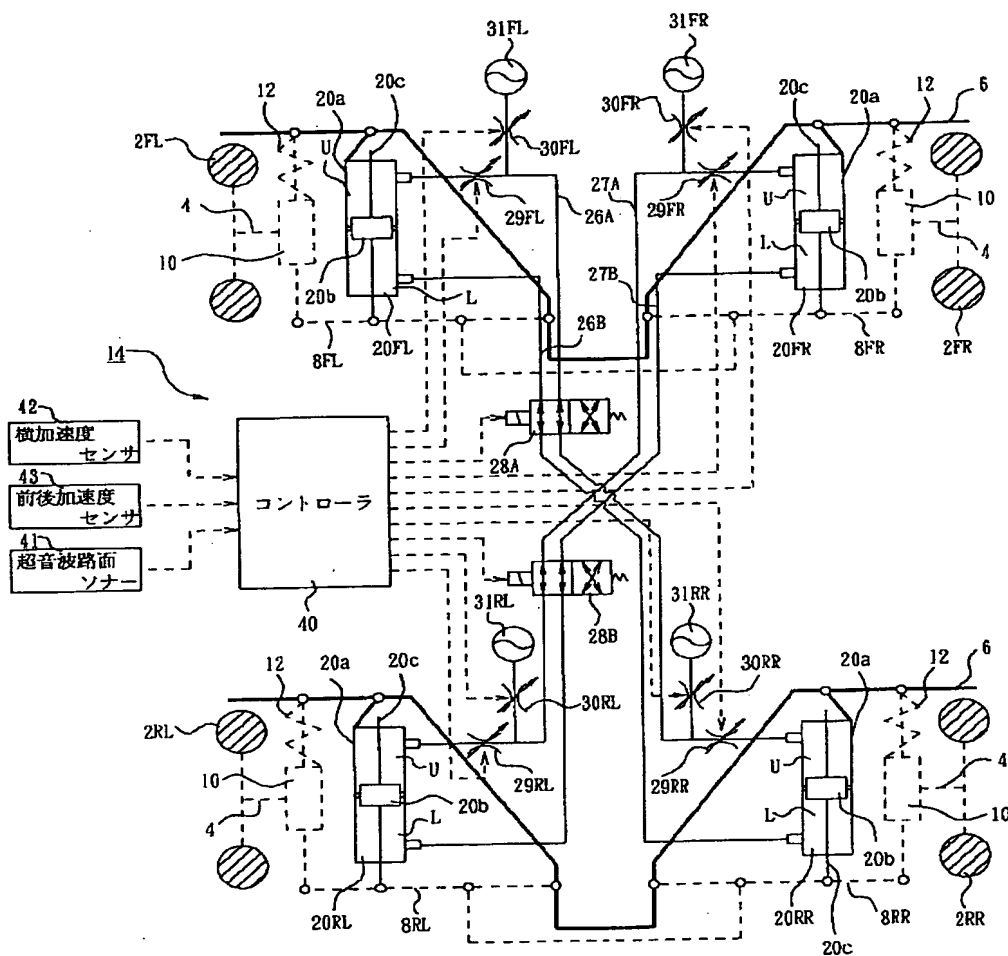 31FL 31FR
20c 20c
12 20a 30FR 20a 12 6
2FL U 30FL
27A U
4 29FL 26A 29FR 10
L 4
10 27B
20b L 20b
26B
8FL 20FL 20FR 8FR 2FR
14
42
横加速度
センサ
28A
43
前後加速度
センサ
コントローラ
41
超音波路面
ソナー
40 31RL 28B 31RR
20c
12 20a 30RR 20a 12 6
2RL 30RL
U U
10 29RL 29RR 4
4 20b L L 10
20b
20RL 8RL 20RR 8RR 2RR
20c